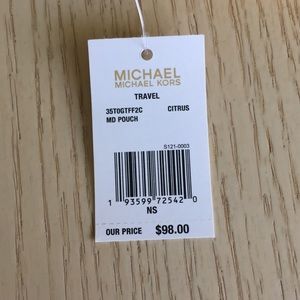 MICHAEL
MICHAEL KORS
TRAVEL
35T0GTFF2C CITRUS
MD POUCH
S121-0003
1 93599 72542 0
NS
OUR PRICE $98.00